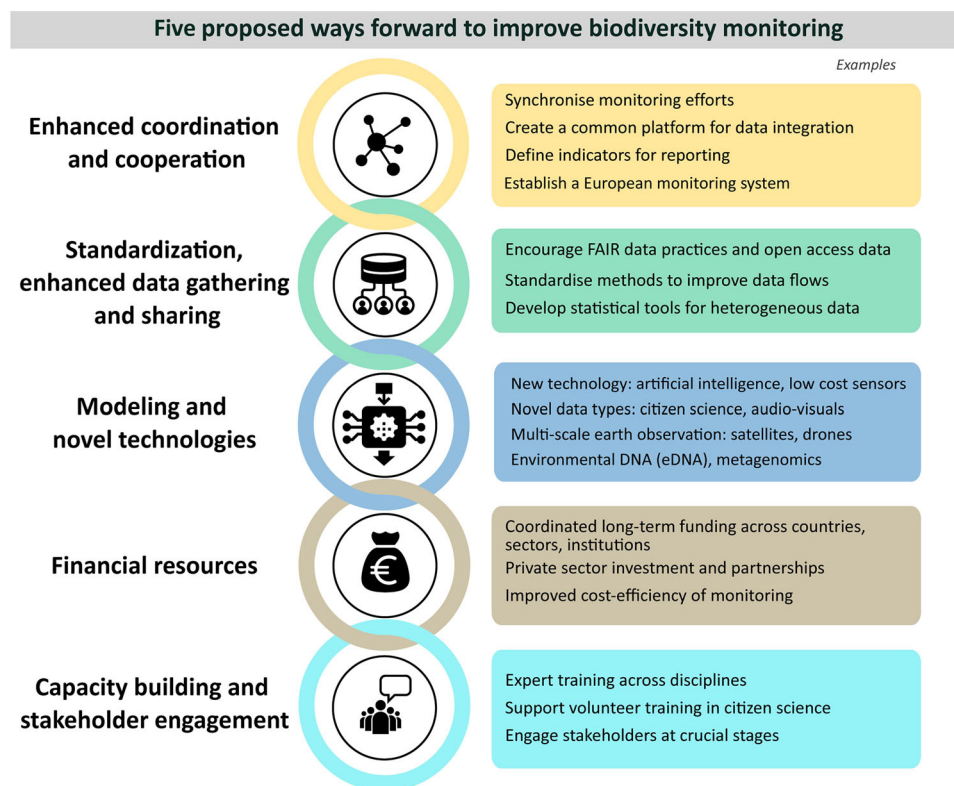 Five proposed ways forward to improve biodiversity monitoring
Examples
Enhanced coordination
and cooperation
Synchronise monitoring efforts
Create a common platform for data integration
Define indicators for reporting
Establish a European monitoring system
Standardization,
enhanced data gathering
and sharing
Encourage FAIR data practices and open access data
Standardise methods to improve data flows
Develop statistical tools for heterogeneous data
Modeling and
novel technologies
New technology: artificial intelligence, low cost sensors
Novel data types: citizen science, audio-visuals
Multi-scale earth observation: satellites, drones
Environmental DNA (eDNA), metagenomics
Financial resources
€
Coordinated long-term funding across countries,
sectors, institutions
Private sector investment and partnerships
Improved cost-efficiency of monitoring
Capacity building and
stakeholder engagement
Expert training across disciplines
Support volunteer training in citizen science
Engage stakeholders at crucial stages